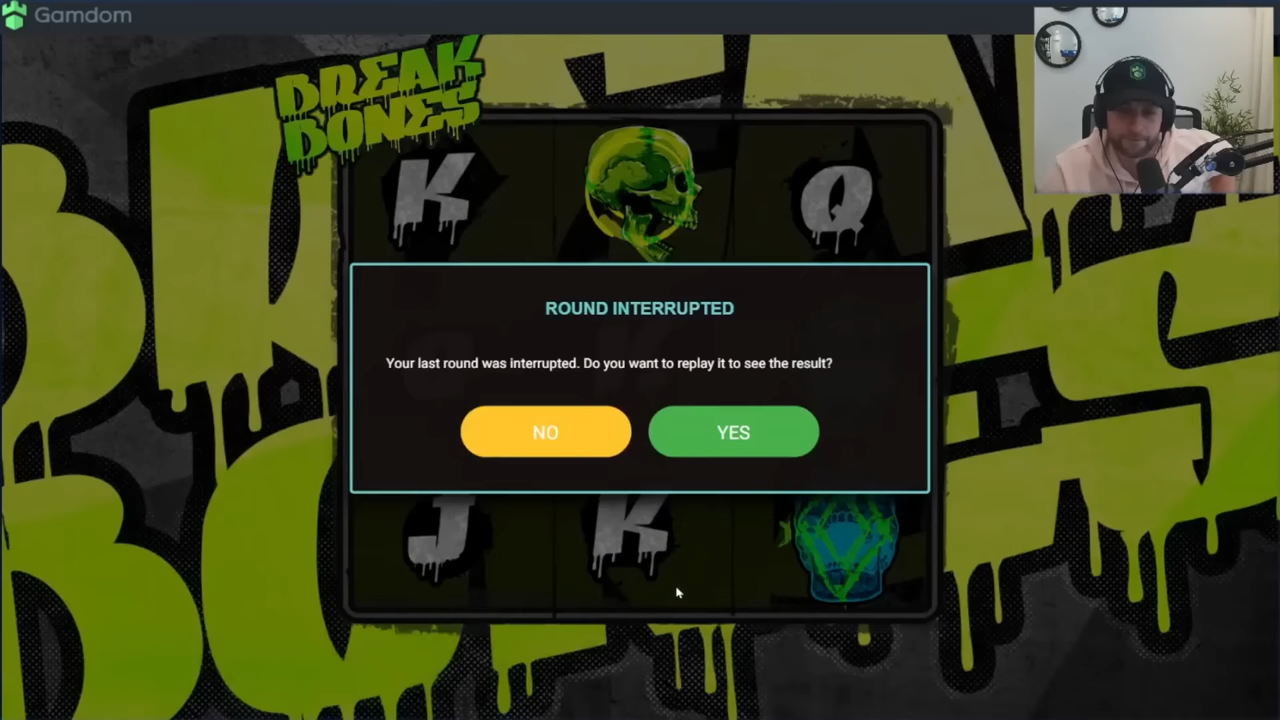 Gamdom
BREAK
BONES
K
Q
ROUND INTERRUPTED
Your last round was interrupted. Do you want to replay it to see the result?
NO
YES
J
K